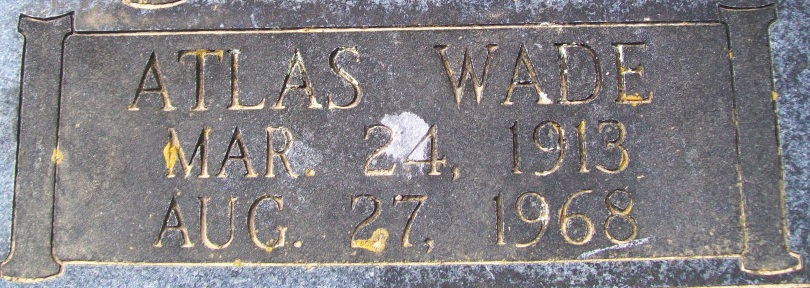 ATLAS WADE
MAR. 24, 1913
AUG. 27, 1968